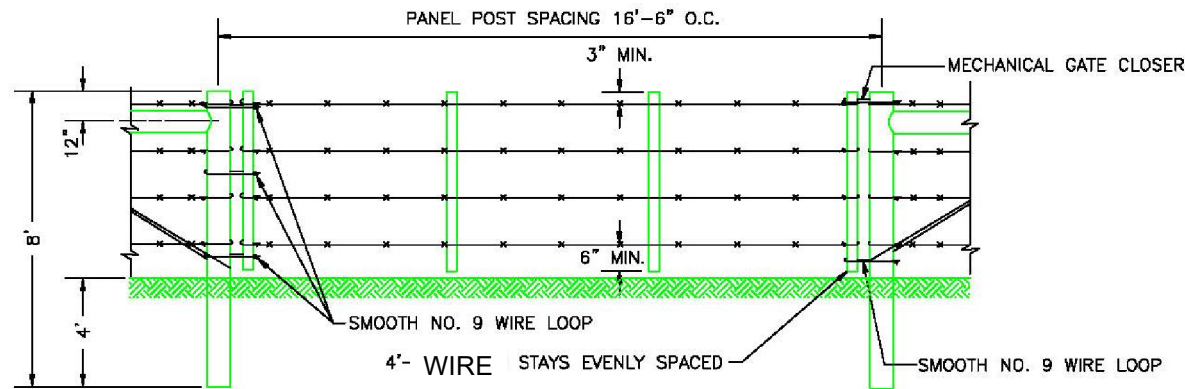 PANEL POST SPACING 16'-6" O.C.
3" MIN.
MECHANICAL GATE CLOSER
12"
8'
6" MIN.
4'
SMOOTH NO. 9 WIRE LOOP
4'- WIRE STAYS EVENLY SPACED
SMOOTH NO. 9 WIRE LOOP